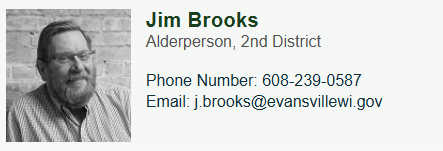 Jim Brooks
Alderperson, 2nd District
Phone Number: 608-239-0587
Email: j.brooks@evansvillewi.gov